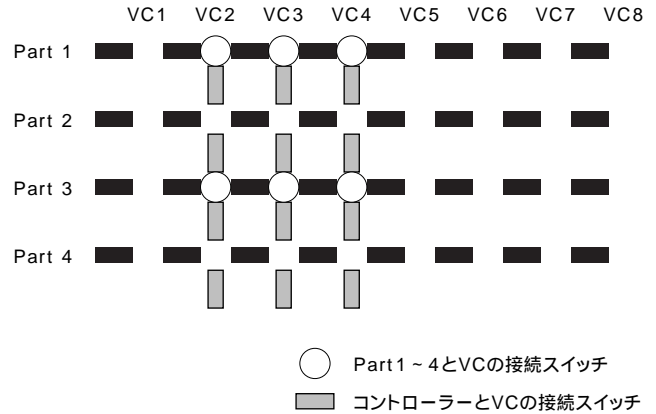 VC1 VC2 VC3 VC4 VC5 VC6 VC7 VC8
Part 1
Part 2
Part 3
Part 4
Part1~4とVCの接続スイッチ
コントローラーとVCの接続スイッチ